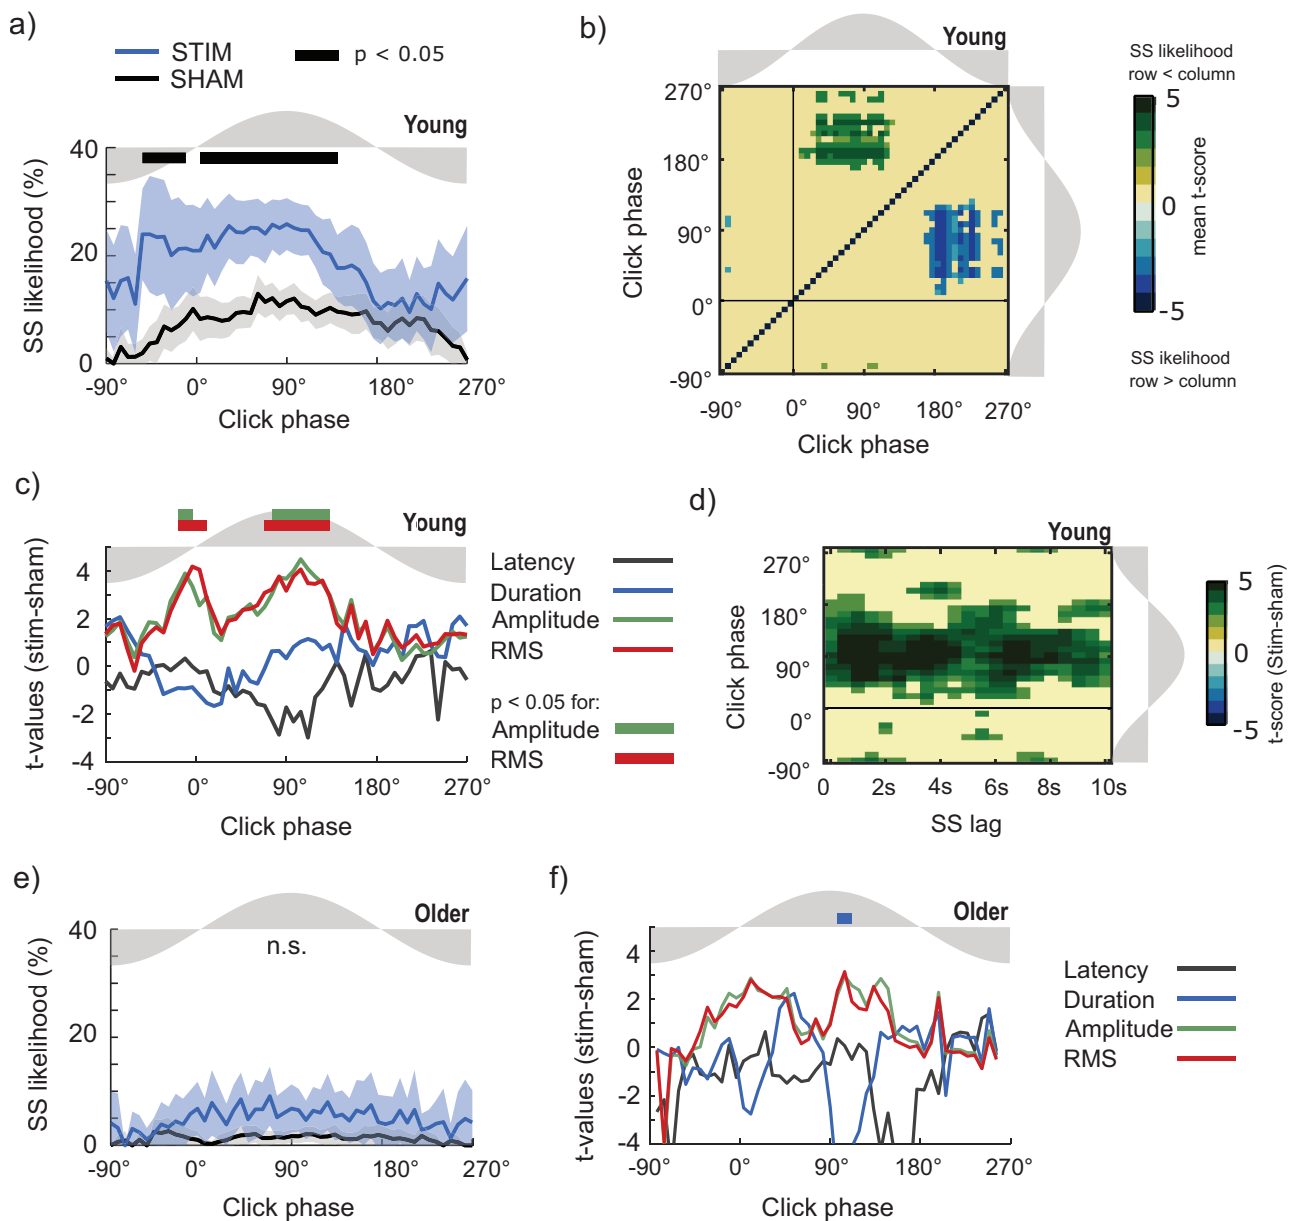 a)
STIM
SHAM
p < 0.05
Young
40
20
0
SS likelihood (%)
-90°
0°
90°
180°
270°
Click phase
b)
Young
270°
180°
90°
0°
-90°
Click phase
-90°
0°
90°
180°
270°
Click phase
SS likelihood
row < column
5
0
-5
mean t-score
SS ikelihood
row > column
c)
Young
4
2
0
-2
-4
t-values (stim-sham)
-90°
0°
90°
180°
270°
Click phase
Latency
Duration
Amplitude
RMS
p < 0.05 for:
Amplitude
RMS
d)
Young
270°
180°
90°
0°
-90°
Click phase
0
2s
4s
6s
8s
10s
SS lag
5
0
-5
t-score (Stim-sham)
e)
Older
n.s.
40
20
0
SS likelihood (%)
-90°
0°
90°
180°
270°
Click phase
f)
Older
4
2
0
-2
-4
t-values (stim-sham)
-90°
0°
90°
180°
270°
Click phase
Latency
Duration
Amplitude
RMS